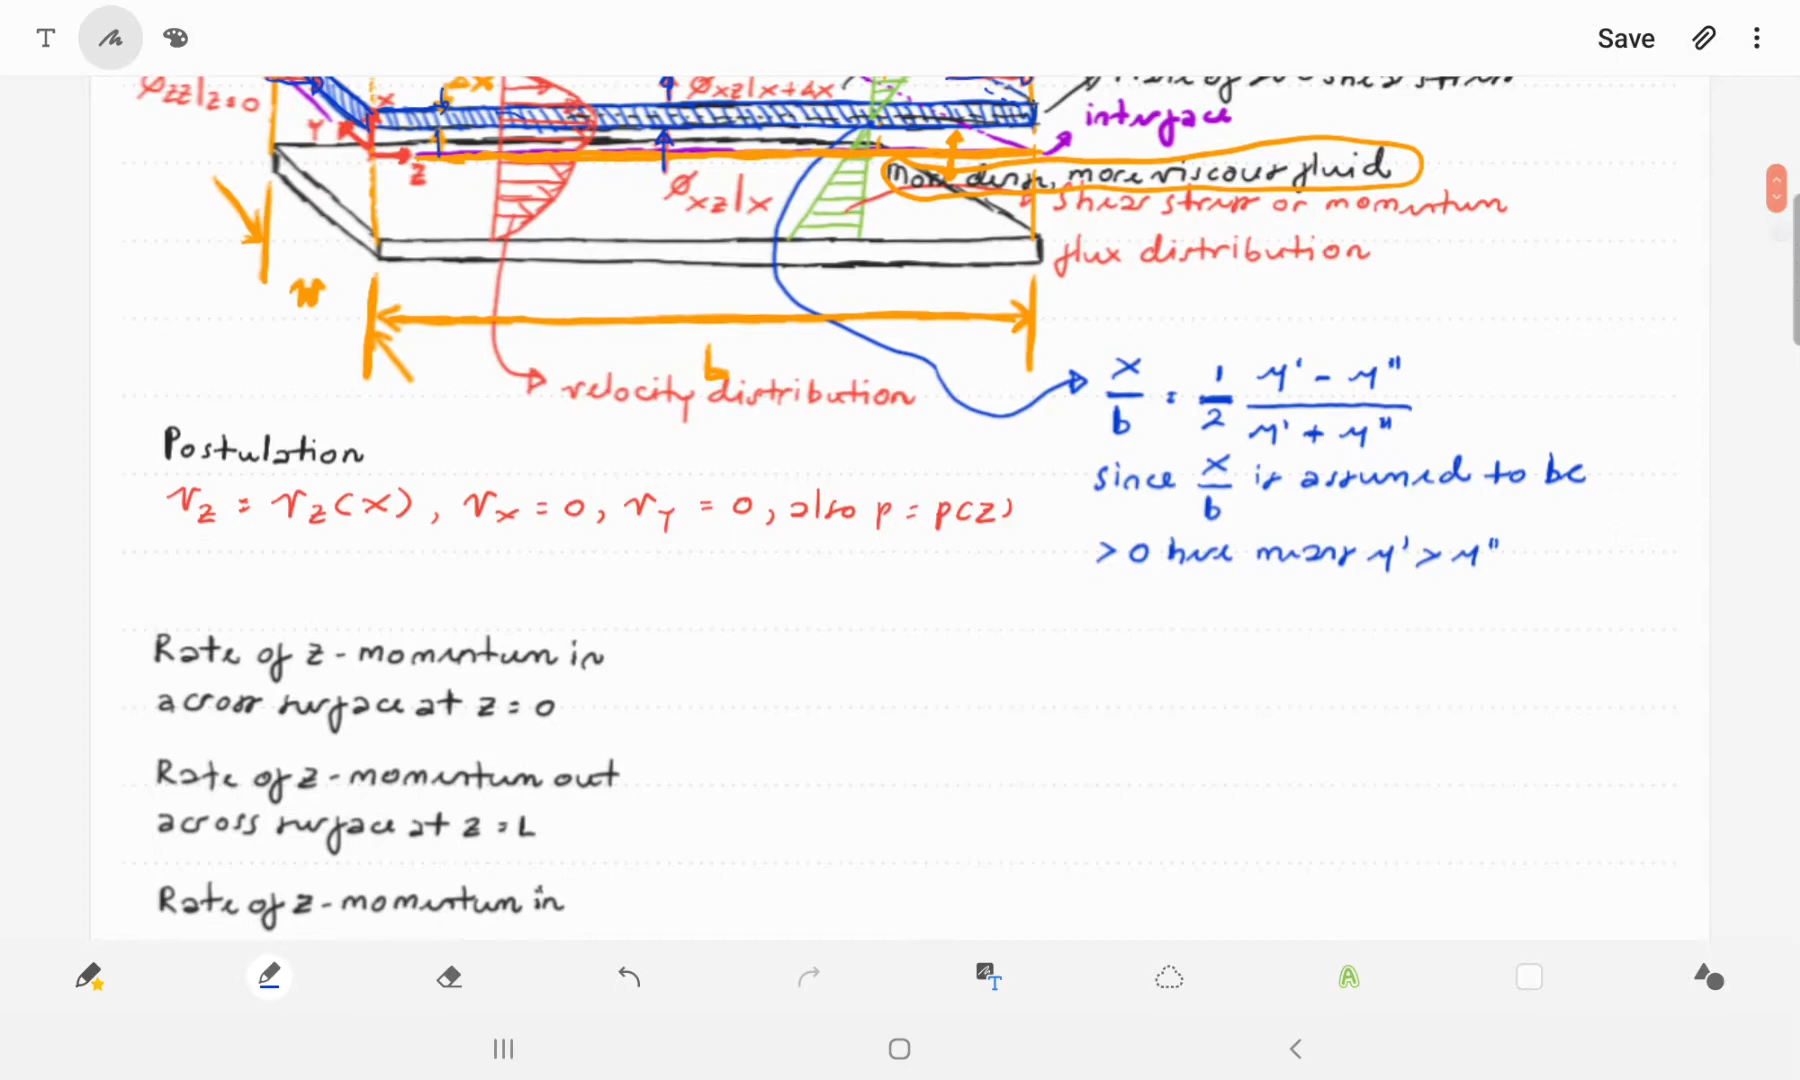 T Save
φzz|z=0 Δx φxz|x+Δx
x
Y interface
z more dense, more viscous fluid
φxz|x shear stress or momentum
flux distribution
W
L
velocity distribution
x/b = 1/2 (μ' - μ")/(μ' + μ")
Postulation
since x/b is assumed to be
vz = vz(x), vx = 0, vy = 0, also p = p(z)
> 0 here means μ' > μ"
Rate of z-momentum in
across surface at z = 0
Rate of z-momentum out
across surface at z = L
Rate of z-momentum in